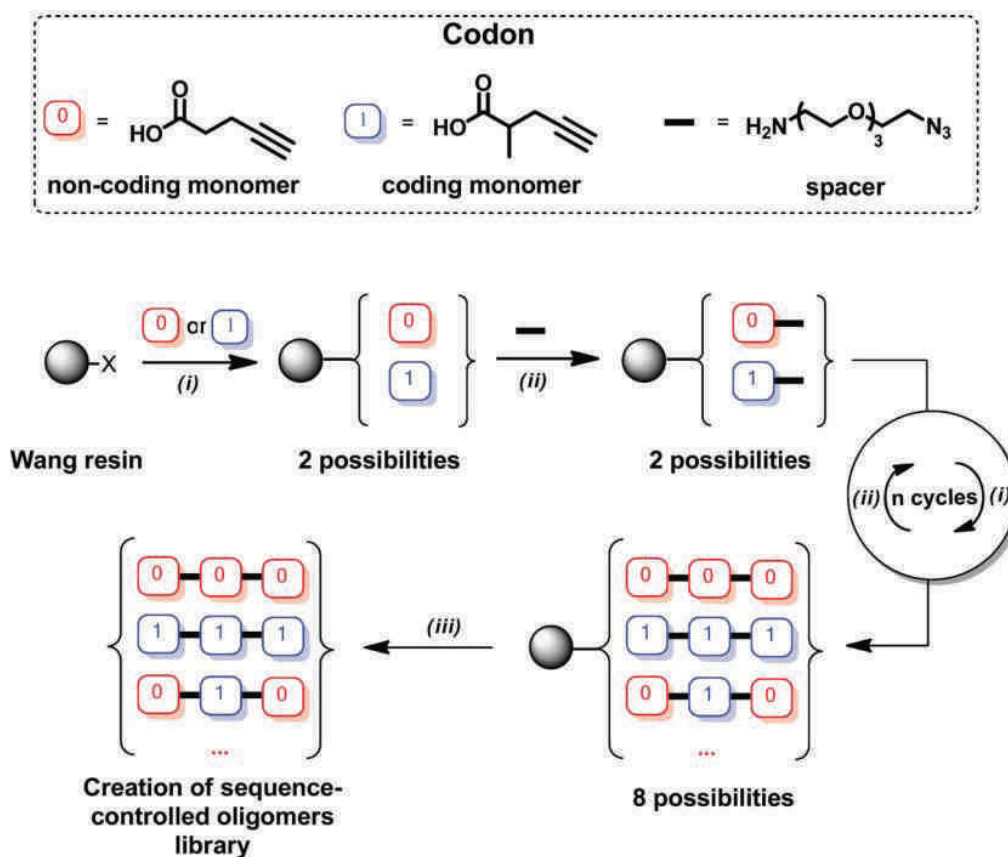 Codon
0 = HO O
1 = HO O
= H2N ( O )3 N3
non-coding monomer
coding monomer
spacer
0 or 1
(i)
X
0
1
(ii)
0
1
Wang resin
2 possibilities
2 possibilities
(ii) n cycles (i)
0 0 0
1 1 1
0 1 0
...
(iii)
0 0 0
1 1 1
0 1 0
...
Creation of sequence-
controlled oligomers
library
8 possibilities